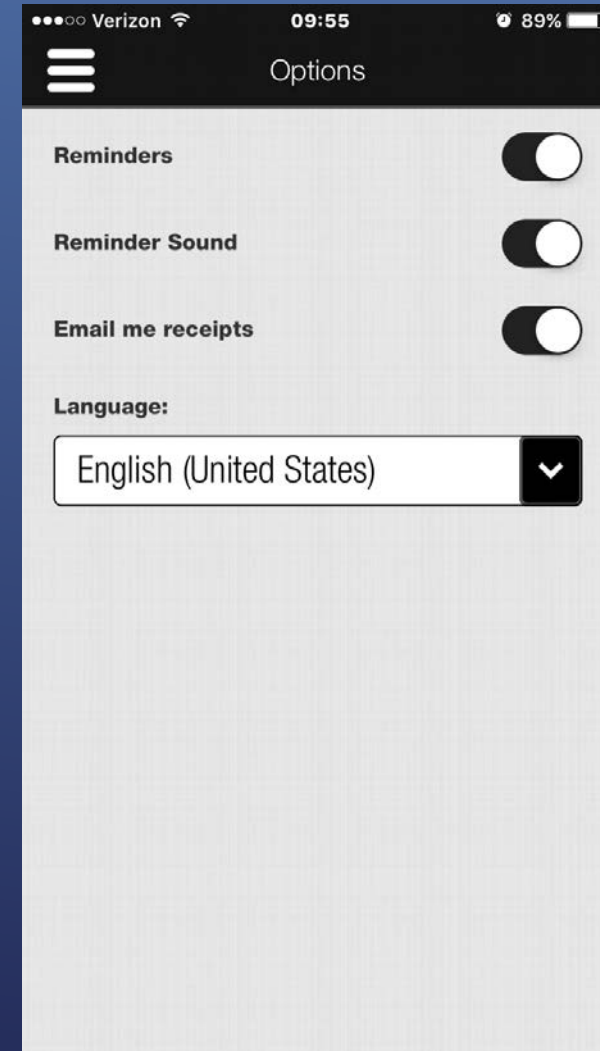 Verizon 09:55 89%
Options
Reminders
Reminder Sound
Email me receipts
Language:
English (United States)